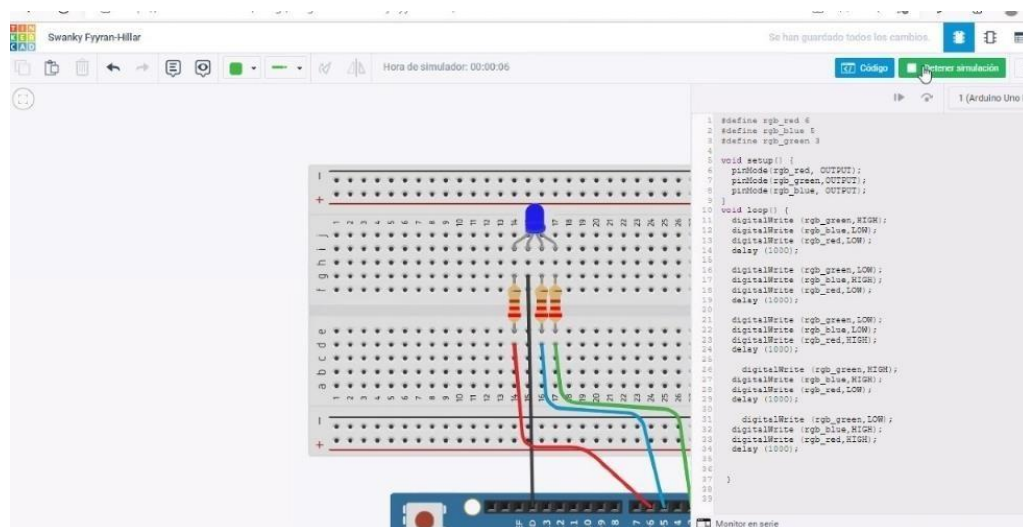 TIN
KER
CAD
Swanky Fyyran-Hillar
Se han guardado todos los cambios.
Hora de simulador: 00:00:06
Código
Detener simulación
1 (Arduino Uno
1 #define rgb_red 6
2 #define rgb_blue 5
3 #define rgb_green 3
4
5 void setup() {
6 pinMode(rgb_red, OUTPUT);
7 pinMode(rgb_green,OUTPUT);
8 pinMode(rgb_blue, OUTPUT);
9 }
10 void loop() {
11 digitalWrite (rgb_green,HIGH);
12 digitalWrite (rgb_blue,LOW);
13 digitalWrite (rgb_red,LOW);
14 delay (1000);
15
16 digitalWrite (rgb_green,LOW);
17 digitalWrite (rgb_blue,HIGH);
18 digitalWrite (rgb_red,LOW);
19 delay (1000);
20
21 digitalWrite (rgb_green,LOW);
22 digitalWrite (rgb_blue,LOW);
23 digitalWrite (rgb_red,HIGH);
24 delay (1000);
25
26 digitalWrite (rgb_green,HIGH);
27 digitalWrite (rgb_blue,HIGH);
28 digitalWrite (rgb_red,LOW);
29 delay (1000);
30
31 digitalWrite (rgb_green,LOW);
32 digitalWrite (rgb_blue,HIGH);
33 digitalWrite (rgb_red,HIGH);
34 delay (1000);
35
36
37 }
38
39
Monitor en serie